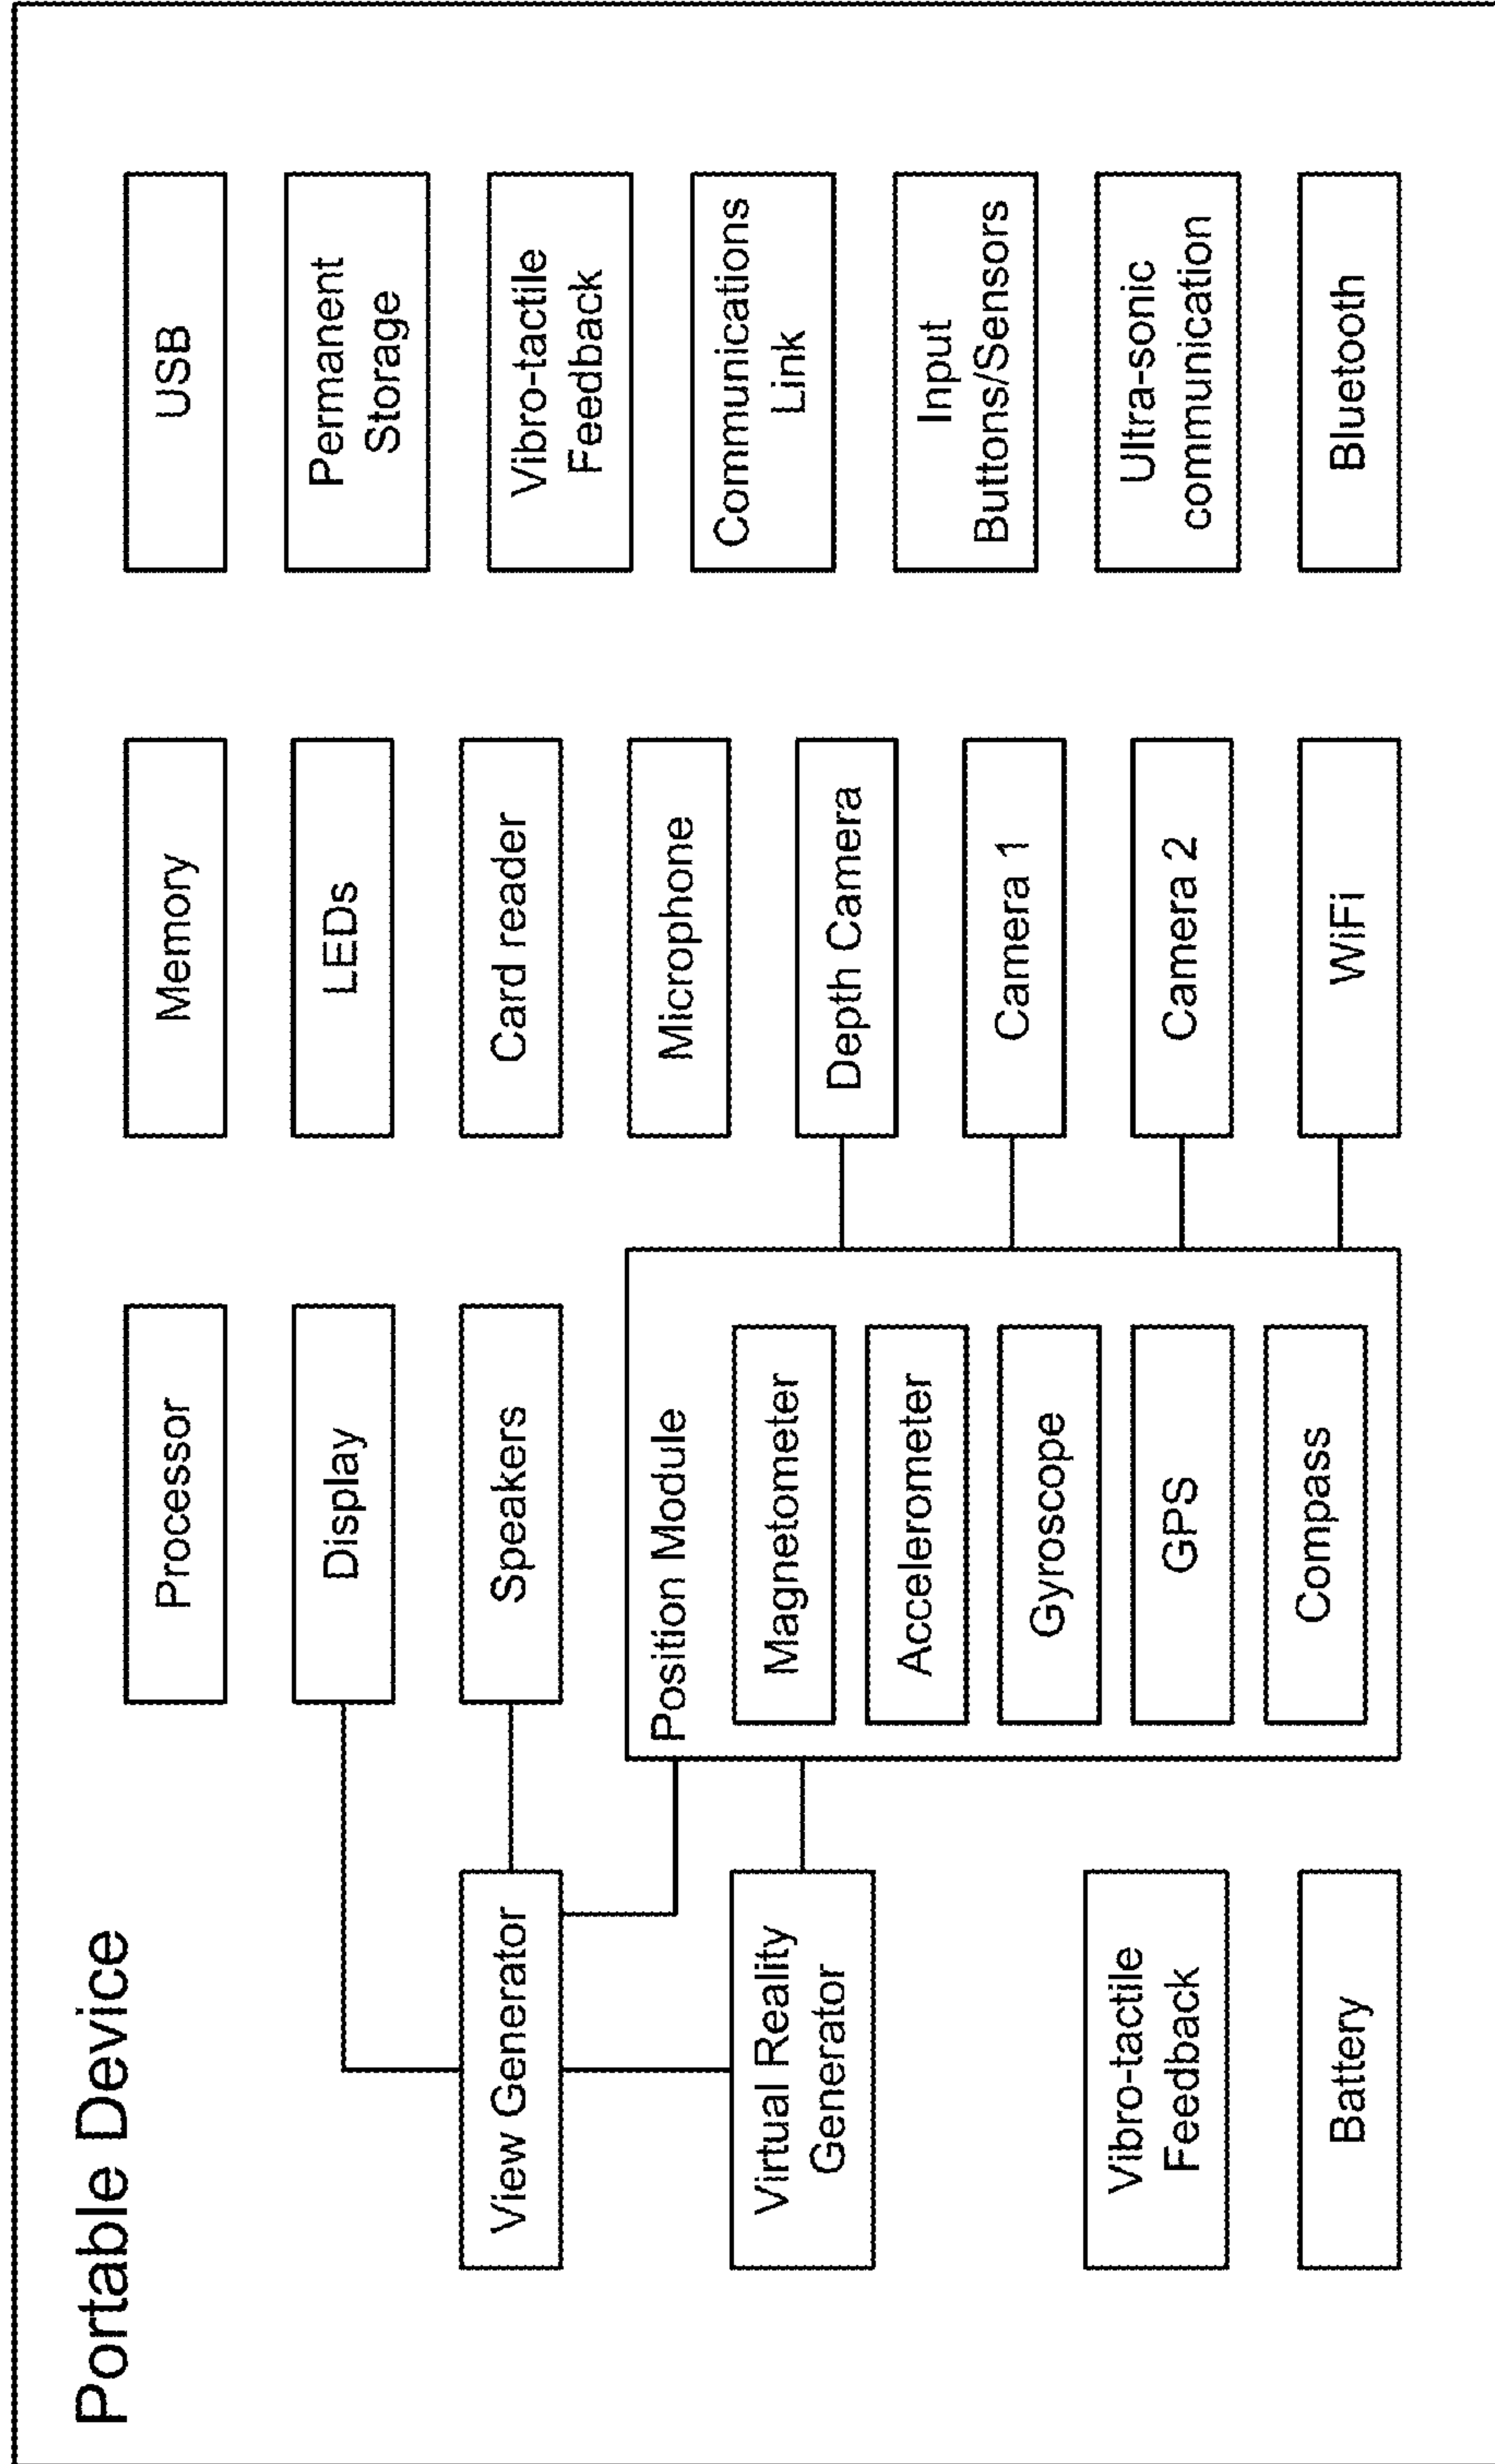 Portable Device
Processor
Memory
USB
Display
LEDs
Permanent
Storage
View Generator
Speakers
Card reader
Vibro-tactile
Feedback
Position Module
Microphone
Communications
Link
Virtual Reality
Generator
Magnetometer
Depth Camera
Accelerometer
Input
Buttons/Sensors
Gyroscope
Camera 1
Vibro-tactile
Feedback
GPS
Camera 2
Ultra-sonic
communication
Battery
Compass
WiFi
Bluetooth